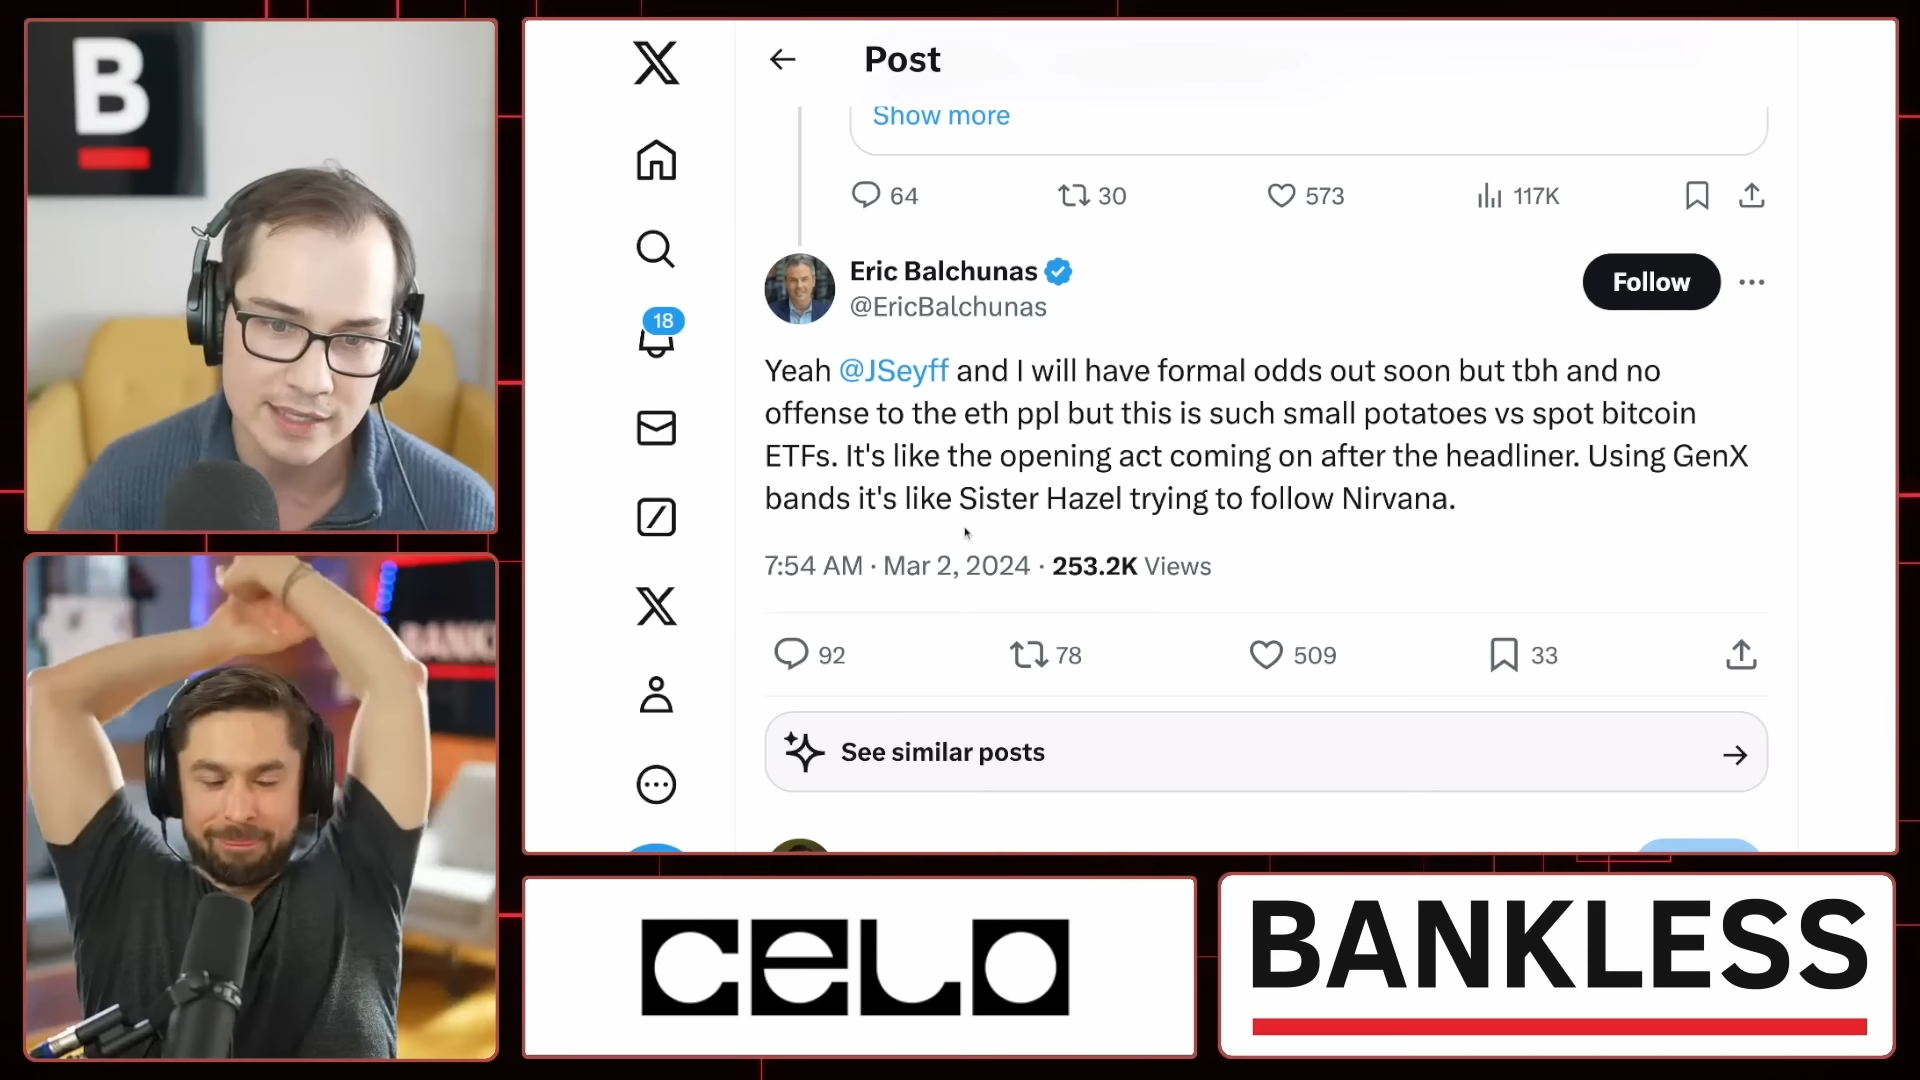 B
Post
Show more
64
30
573
117K
Eric Balchunas
@EricBalchunas
Follow
18
Yeah @JSeyff and I will have formal odds out soon but tbh and no
offense to the eth ppl but this is such small potatoes vs spot bitcoin
ETFs. It's like the opening act coming on after the headliner. Using GenX
bands it's like Sister Hazel trying to follow Nirvana.
7:54 AM · Mar 2, 2024 · 253.2K Views
92
78
509
33
See similar posts
BANKL
CELO
BANKLESS